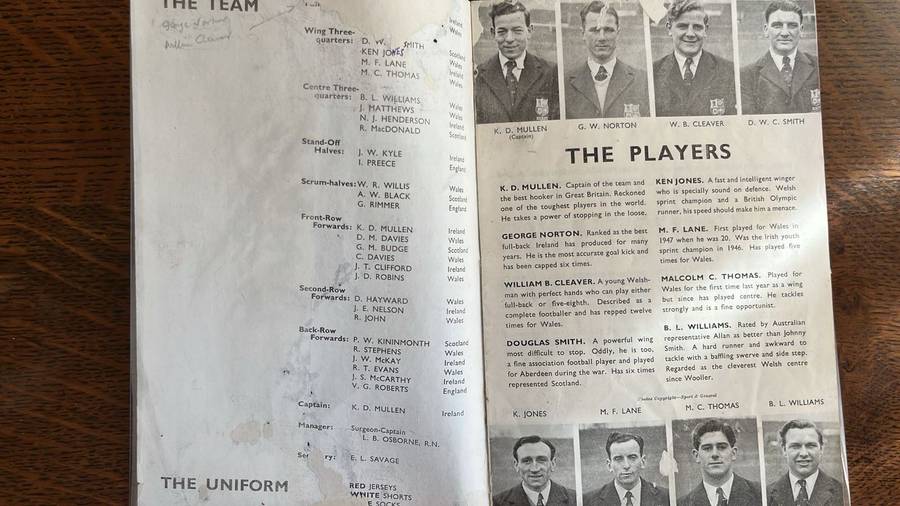 THE TEAM
George Norton
William Cleaver
Ireland
Wales
Wing Three-
quarters: D. W. SMITH Scotland
KEN JONES Wales
M. F. LANE Ireland
M. C. THOMAS Wales
Centre Three-
quarters: B. L. WILLIAMS Wales
J. MATTHEWS Wales
N. J. HENDERSON Ireland
R. MacDONALD Scotland
Stand-Off
Halves: J. W. KYLE Ireland
I. PREECE England
Scrum-halves: W. R. WILLIS Wales
A. W. BLACK Scotland
G. RIMMER England
Front-Row
Forwards: K. D. MULLEN Ireland
D. M. DAVIES Wales
G. M. BUDGE Scotland
C. DAVIES Wales
J. T. CLIFFORD Ireland
J. D. ROBINS Wales
Second-Row
Forwards: D. HAYWARD Wales
J. E. NELSON Ireland
R. JOHN Wales
Back-Row
Forwards: P. W. KININMONTH Scotland
R. STEPHENS Wales
J. W. McKAY Ireland
R. T. EVANS Wales
J. S. McCARTHY Ireland
V. G. ROBERTS England
Captain: K. D. MULLEN Ireland
Manager: Surgeon-Captain
L. B. OSBORNE, R.N.
E. L. SAVAGE
THE UNIFORM
RED JERSEYS
WHITE SHORTS
SOCKS
K. D. MULLEN
(Captain)
G. W. NORTON
W. B. CLEAVER
D. W. C. SMITH
THE PLAYERS
K. D. MULLEN. Captain of the team and
the best hooker in Great Britain. Reckoned
one of the toughest players in the world.
He takes a power of stopping in the loose.
GEORGE NORTON. Ranked as the best
full-back Ireland has produced for many
years. He is the most accurate goal kick and
has been capped six times.
WILLIAM B. CLEAVER. A young Welsh-
man with perfect hands who can play either
full-back or five-eighth. Described as a
complete footballer and has repped twelve
times for Wales.
DOUGLAS SMITH. A powerful wing
most difficult to stop. Oddly, he is, too,
a fine association football player and played
for Aberdeen during the war. Has six times
represented Scotland.
KEN JONES. A fast and intelligent winger
who is specially sound on defence. Welsh
sprint champion and a British Olympic
runner, his speed should make him a menace.
M. F. LANE. First played for Wales in
1947 when he was 20. Was the Irish youth
sprint champion in 1946. Has played five
times for Wales.
MALCOLM C. THOMAS. Played for
Wales for the first time last year as a wing
but since has played centre. He tackles
strongly and is a fine opportunist.
B. L. WILLIAMS. Rated by Australian
representative Allan as better than Johnny
Smith. A hard runner and awkward to
tackle with a baffling swerve and side step.
Regarded as the cleverest Welsh centre
since Wooller.
Photos Copyright—Sport & General
K. JONES
M. F. LANE
M. C. THOMAS
B. L. WILLIAMS